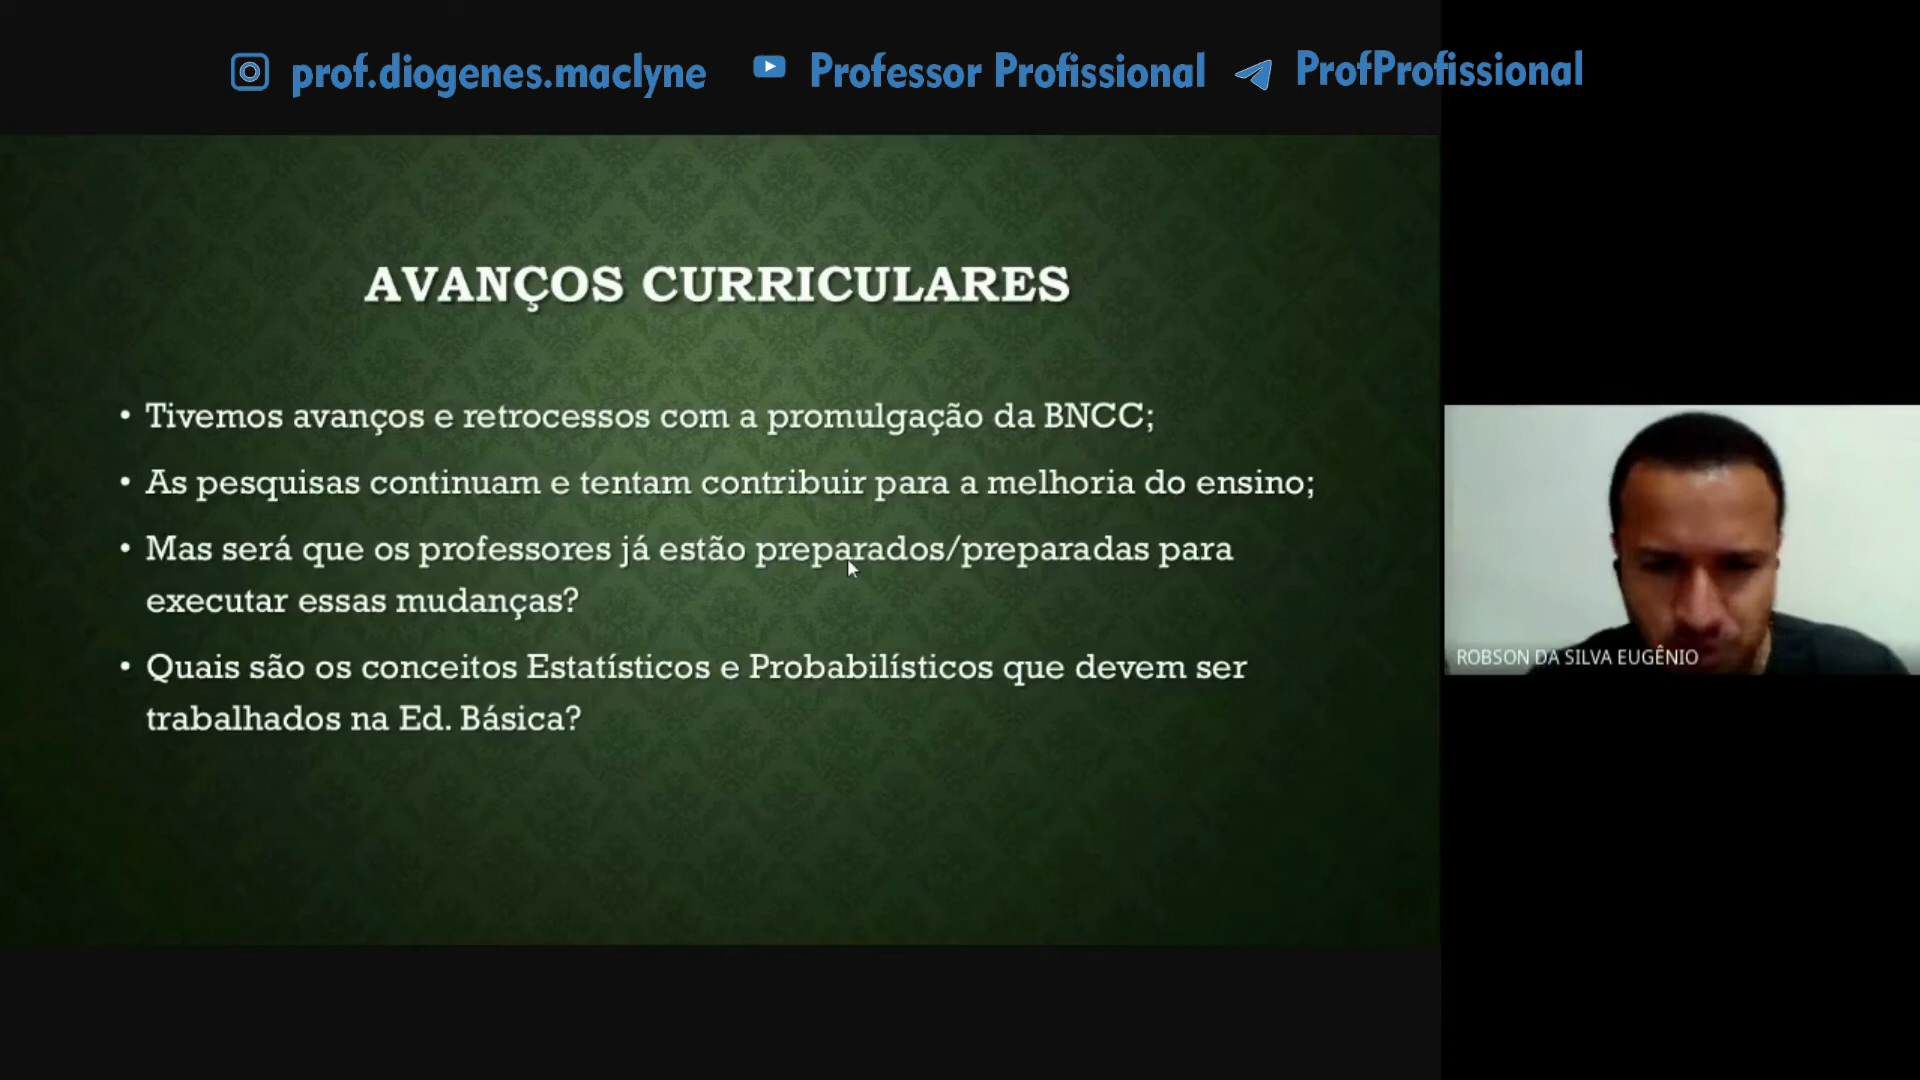 prof.diogenes.maclyne Professor Profissional ProfProfissional
AVANÇOS CURRICULARES
• Tivemos avanços e retrocessos com a promulgação da BNCC;
• As pesquisas continuam e tentam contribuir para a melhoria do ensino;
• Mas será que os professores já estão preparados/preparadas para
executar essas mudanças?
• Quais são os conceitos Estatísticos e Probabilísticos que devem ser
trabalhados na Ed. Básica?
ROBSON DA SILVA EUGÊNIO